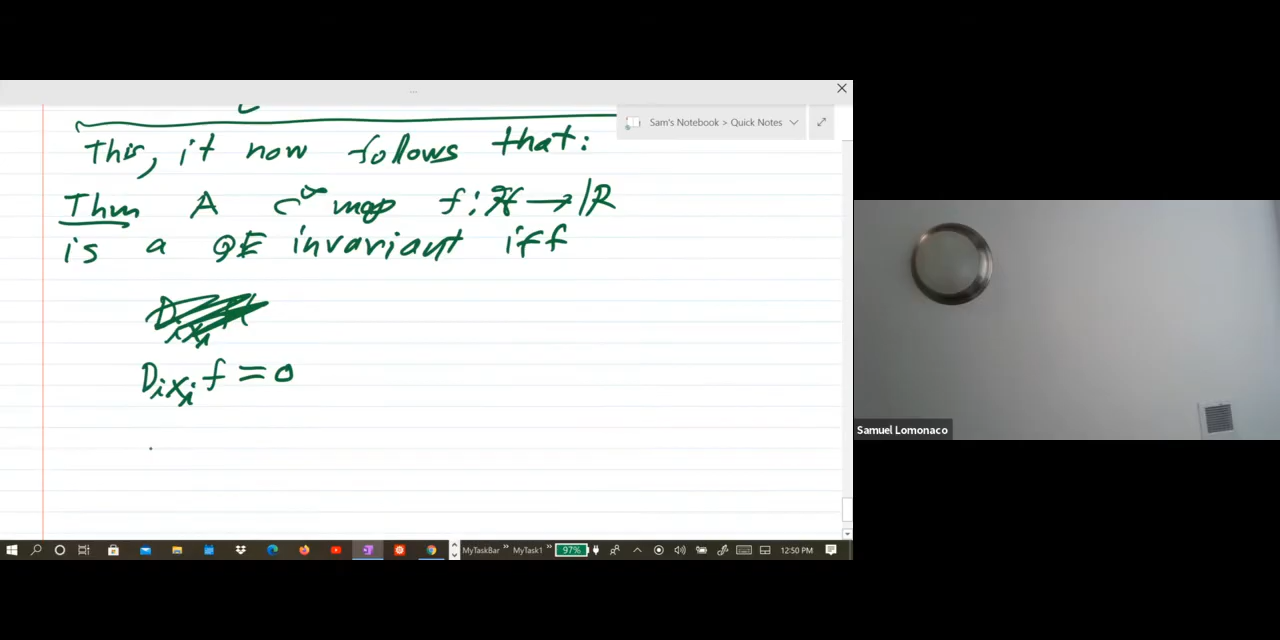 ...
Sam's Notebook > Quick Notes
This, it now follows that:
Thm A C^∞ map f: ℋ → ℝ
is a QE invariant iff
D_{iX_i} f = 0
Samuel Lomonaco
MyTaskBar » MyTask1 » 97% 12:50 PM